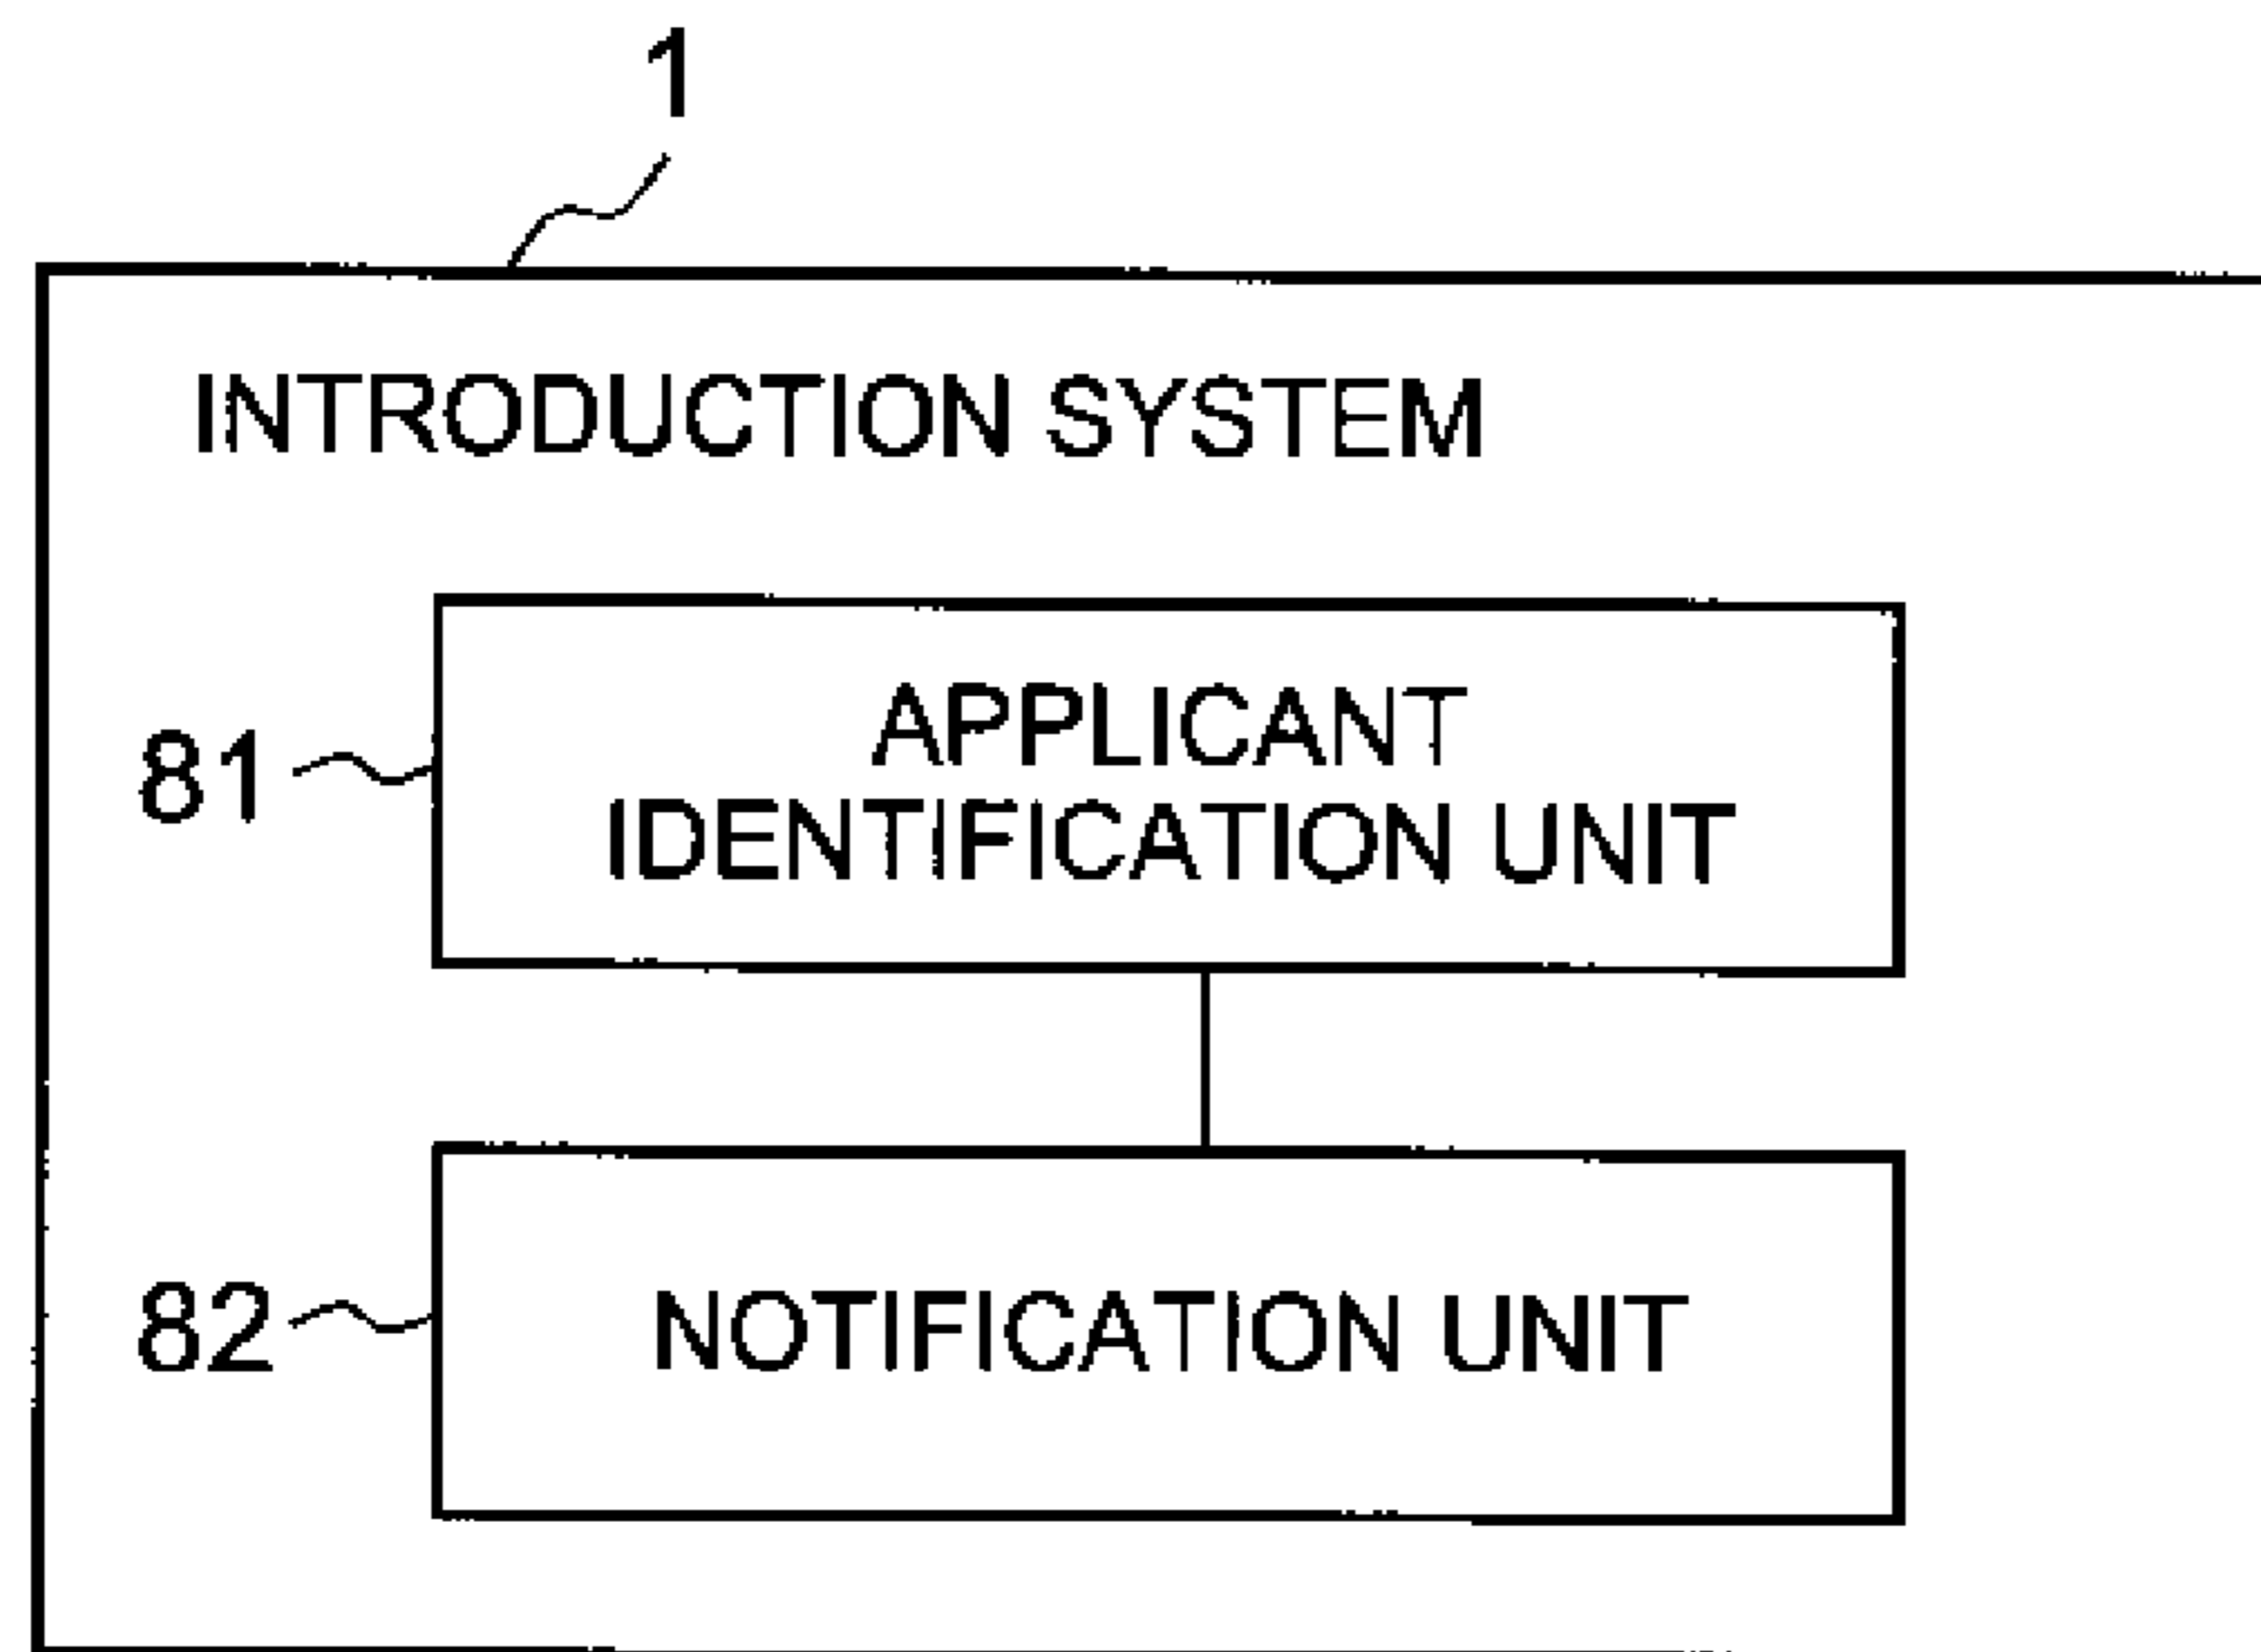 1
INTRODUCTION SYSTEM
APPLICANT
81
IDENTIFICATION UNIT
82
NOTIFICATION UNIT